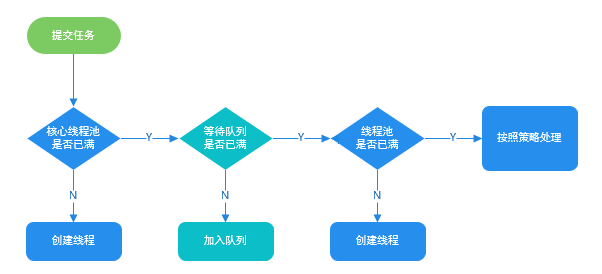 提交任务
核心线程池
是否已满
Y
等待队列
是否已满
Y
线程池
是否已满
Y
按照策略处理
N
N
N
创建线程
加入队列
创建线程